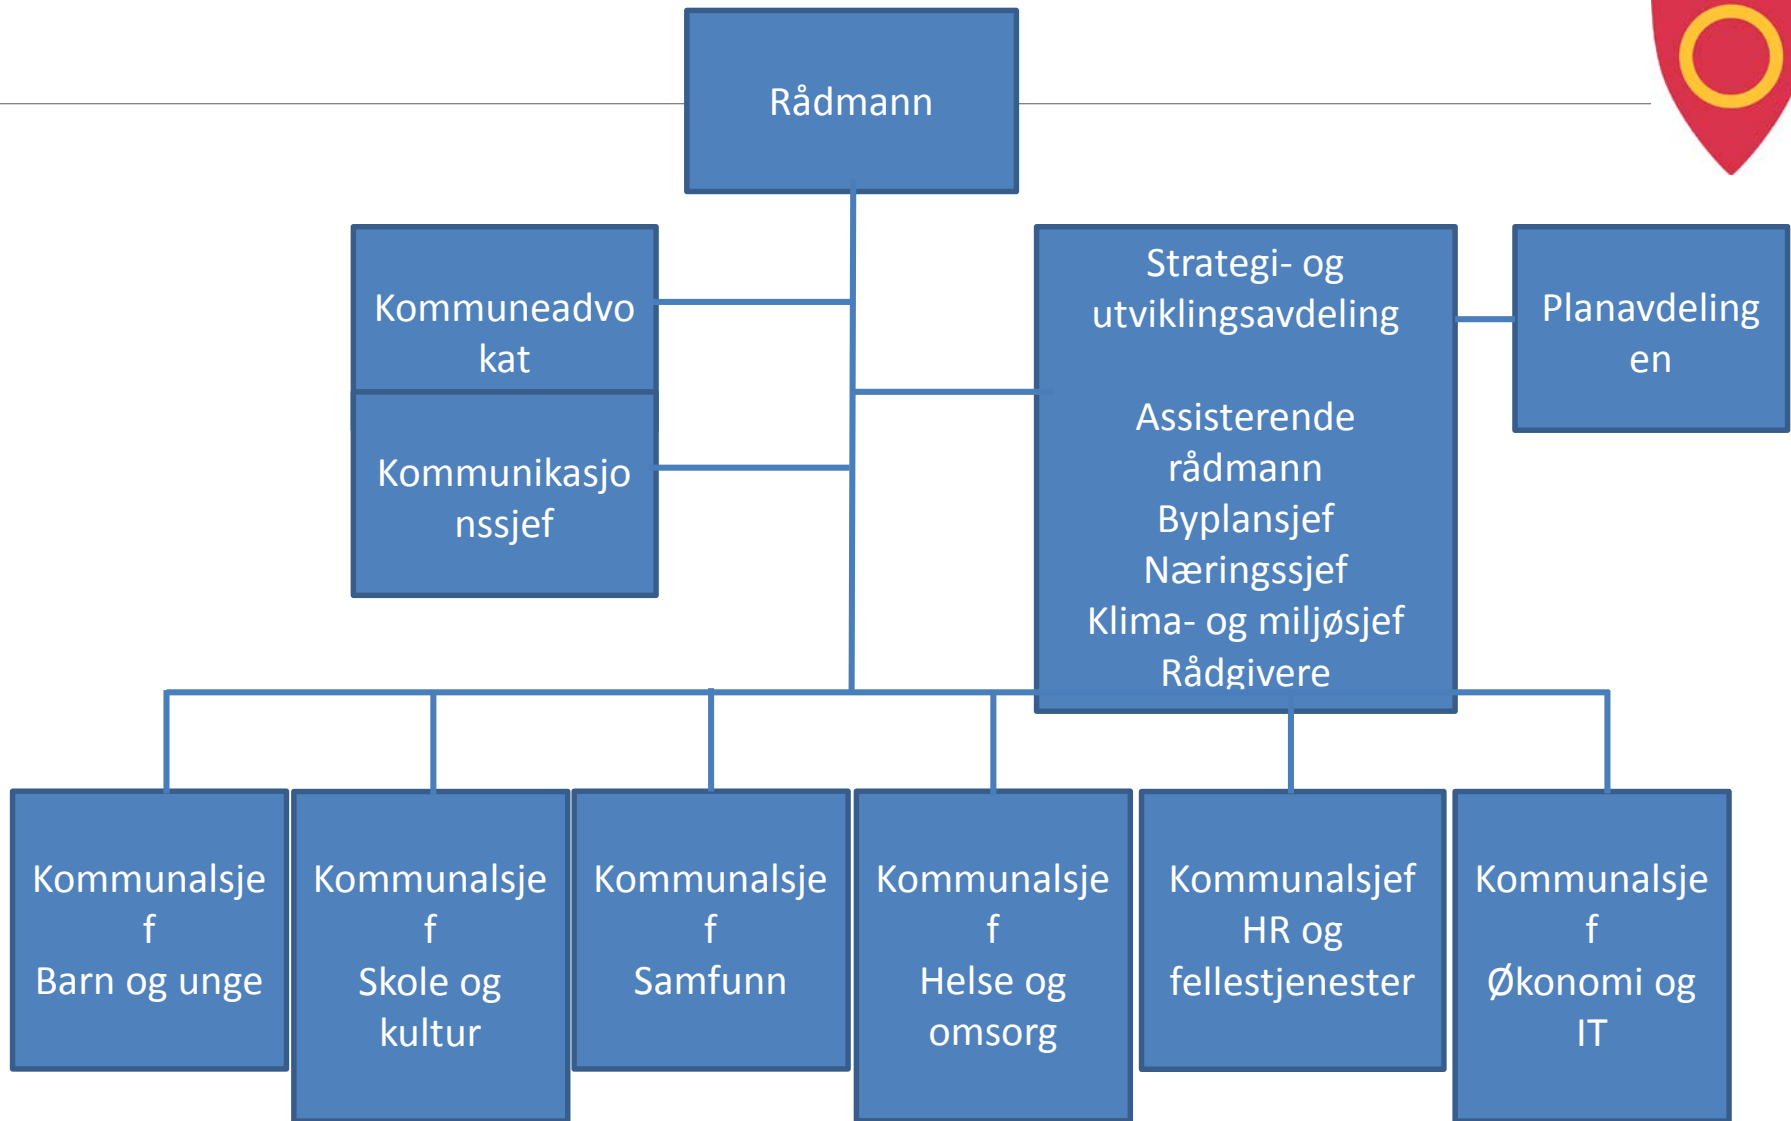 Rådmann
Kommuneadvo
kat
Kommunikasjo
nssjef
Strategi- og
utviklingsavdeling
Assisterende
rådmann
Byplansjef
Næringssjef
Klima- og miljøsjef
Rådgivere
Planavdeling
en
Kommunalsje
f
Barn og unge
Kommunalsje
f
Skole og
kultur
Kommunalsje
f
Samfunn
Kommunalsje
f
Helse og
omsorg
Kommunalsjef
HR og
fellestjenester
Kommunalsje
f
Økonomi og
IT